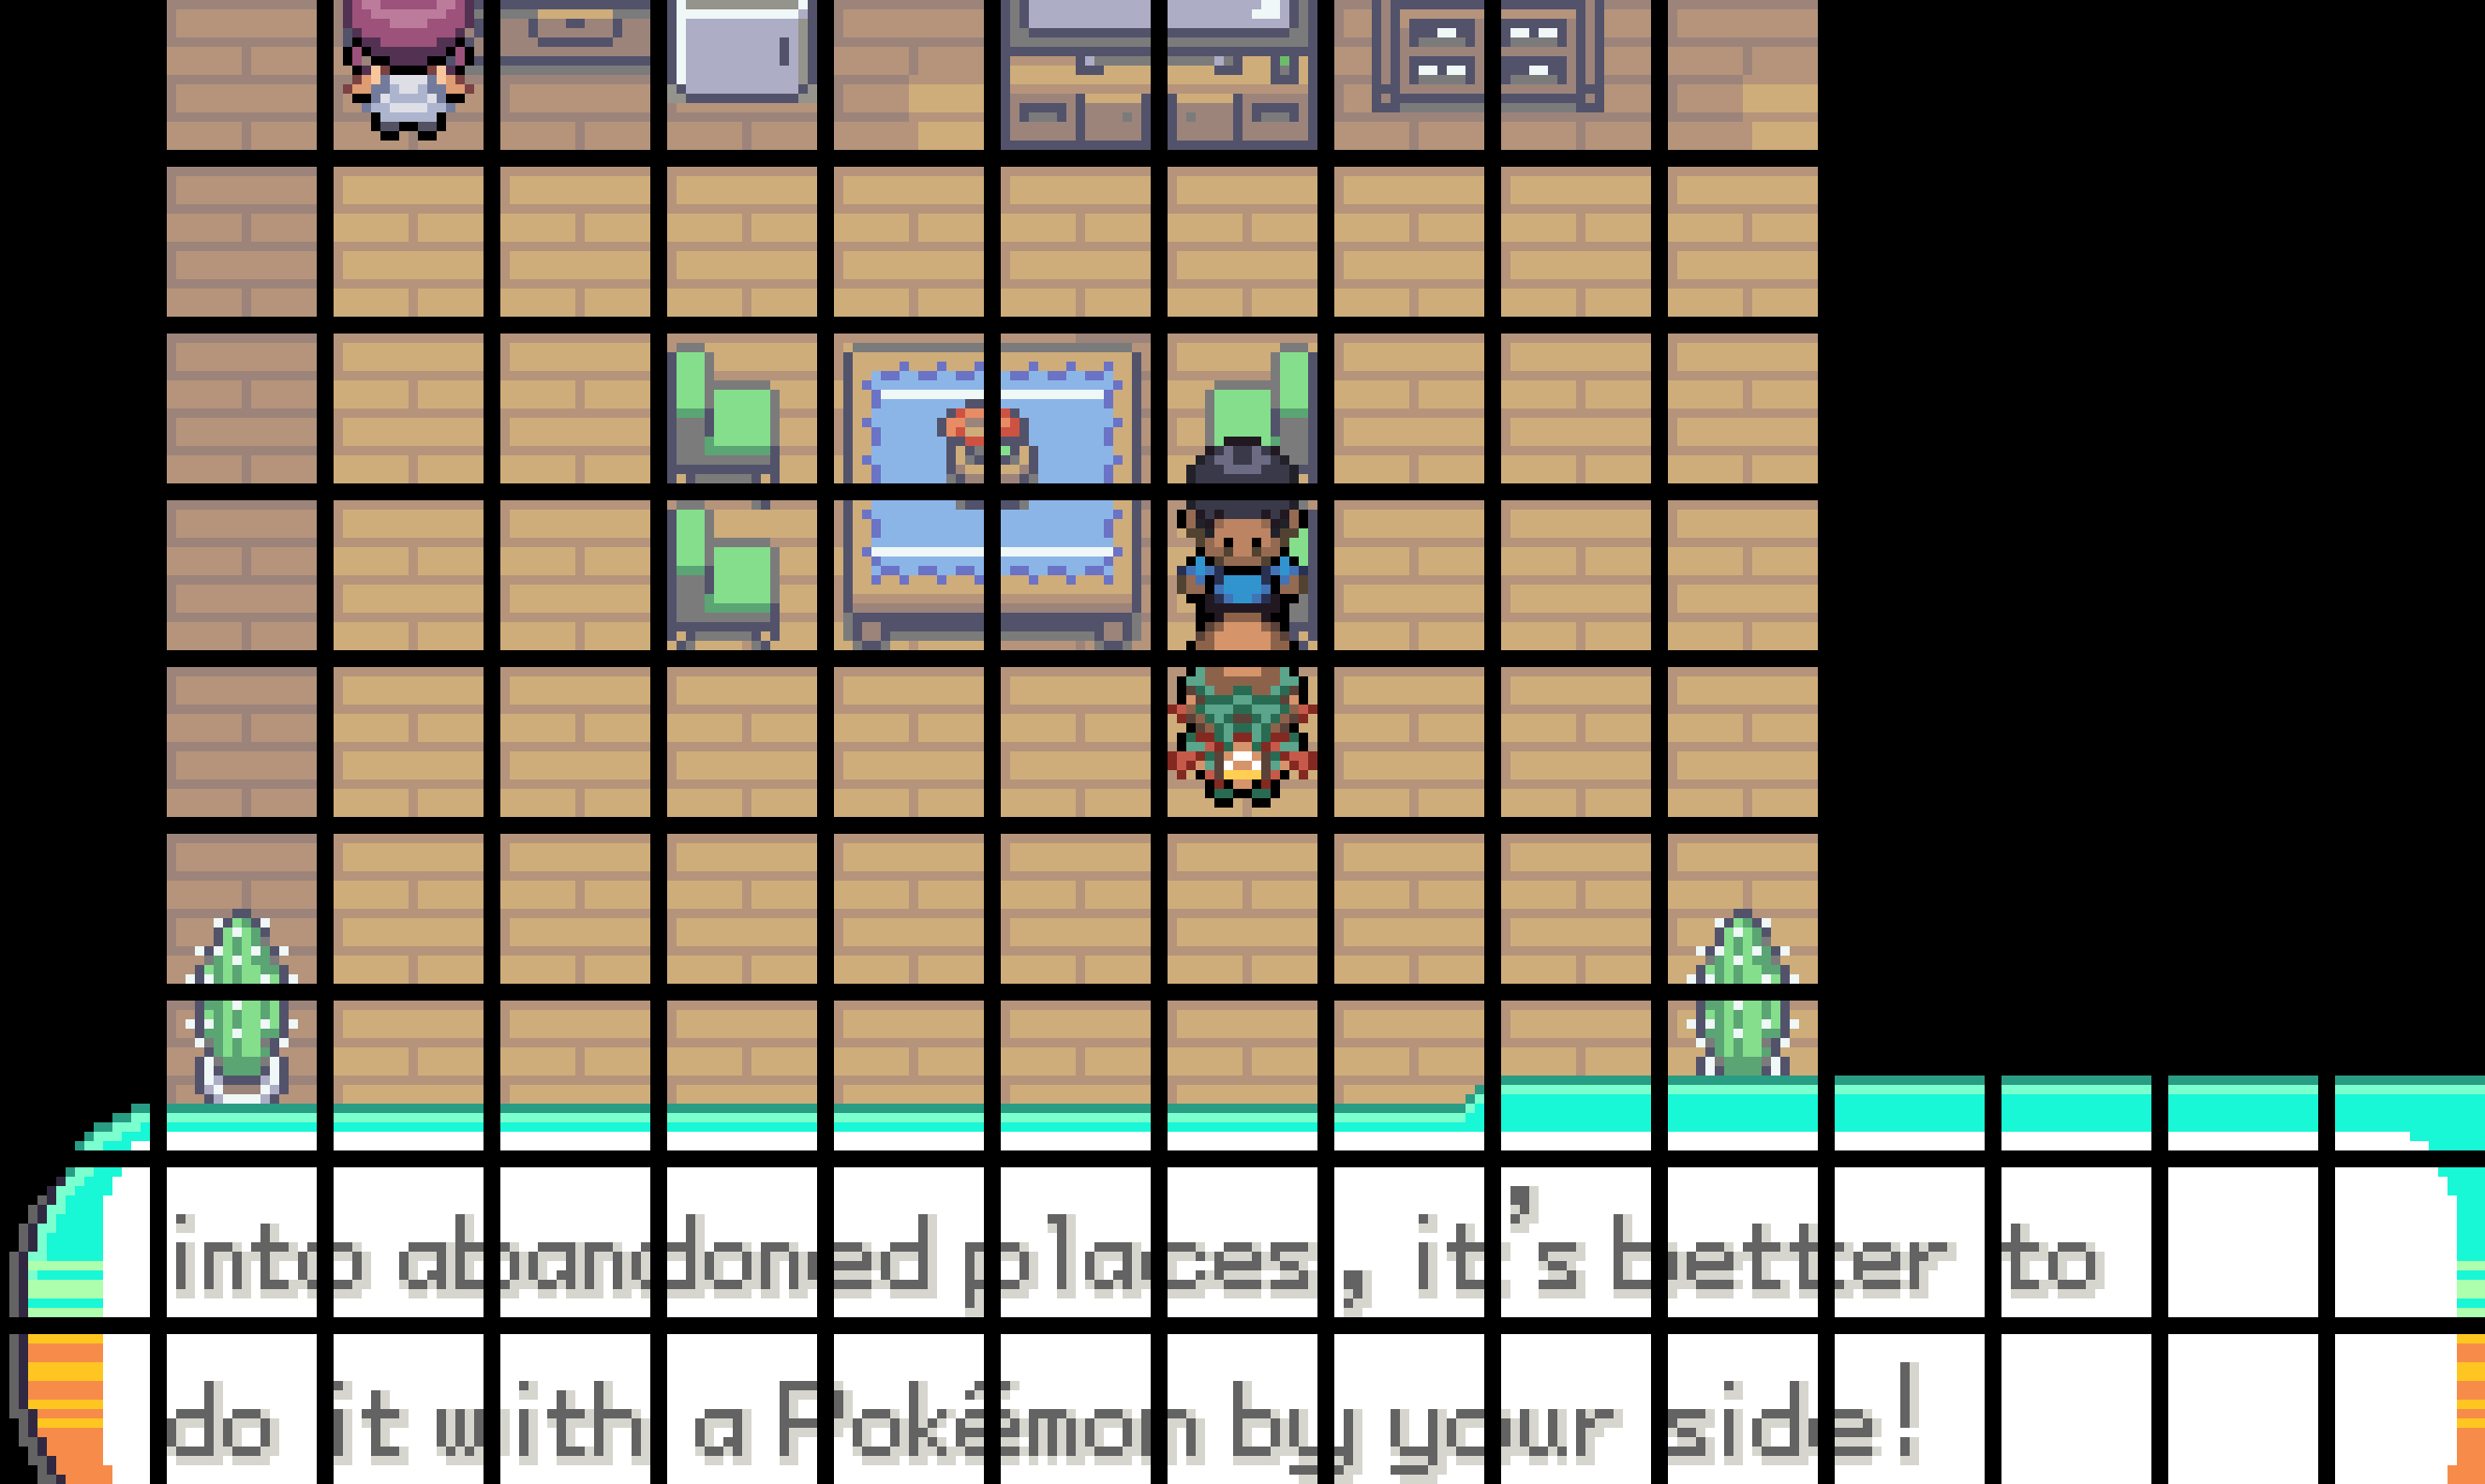 into abandoned places, it's better to
do it with a Pokémon by your side!